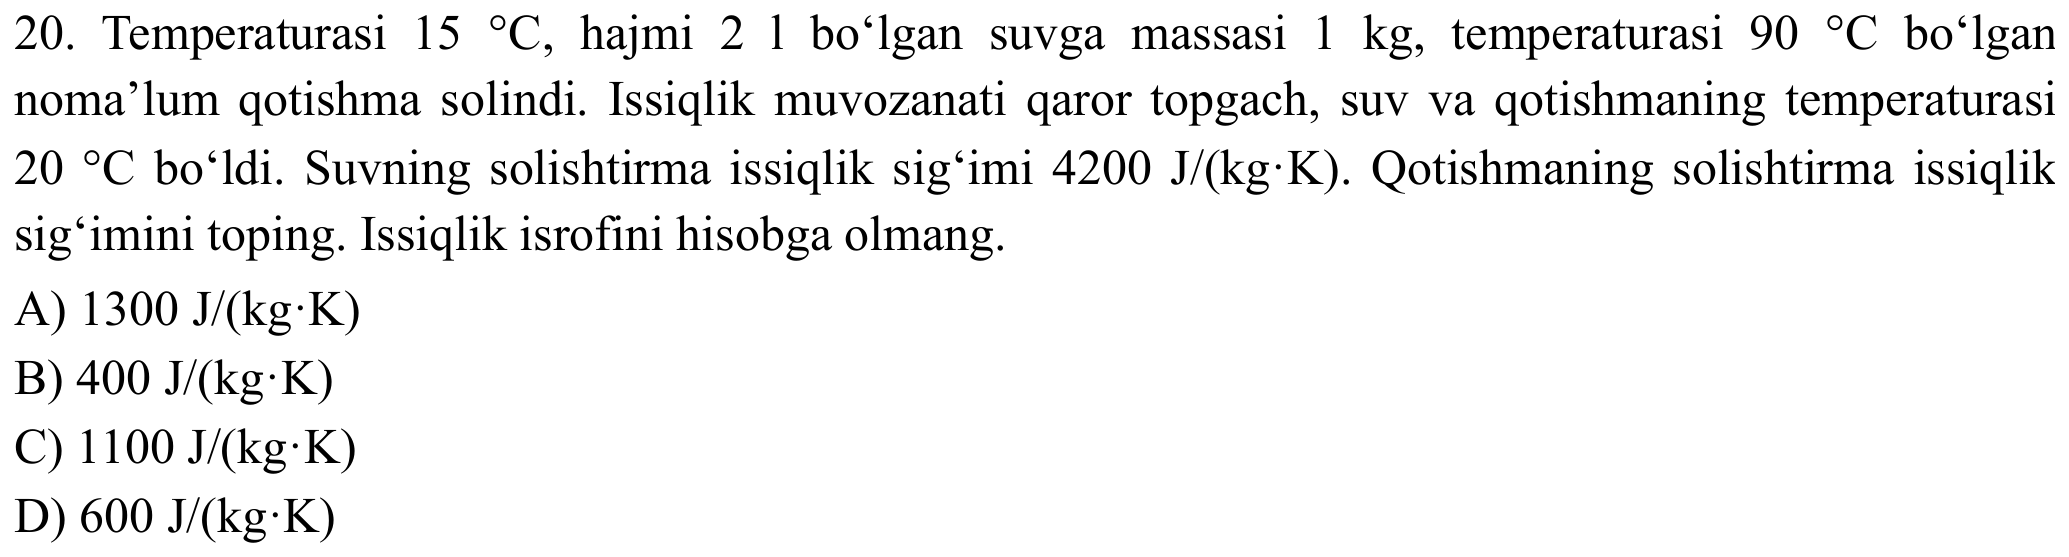 20. Temperaturasi 15 °C, hajmi 2 l bo‘lgan suvga massasi 1 kg, temperaturasi 90 °C bo‘lgan
noma’lum qotishma solindi. Issiqlik muvozanati qaror topgach, suv va qotishmaning temperaturasi
20 °C bo‘ldi. Suvning solishtirma issiqlik sig‘imi 4200 J/(kg·K). Qotishmaning solishtirma issiqlik
sig‘imini toping. Issiqlik isrofini hisobga olmang.
A) 1300 J/(kg·K)
B) 400 J/(kg·K)
C) 1100 J/(kg·K)
D) 600 J/(kg·K)